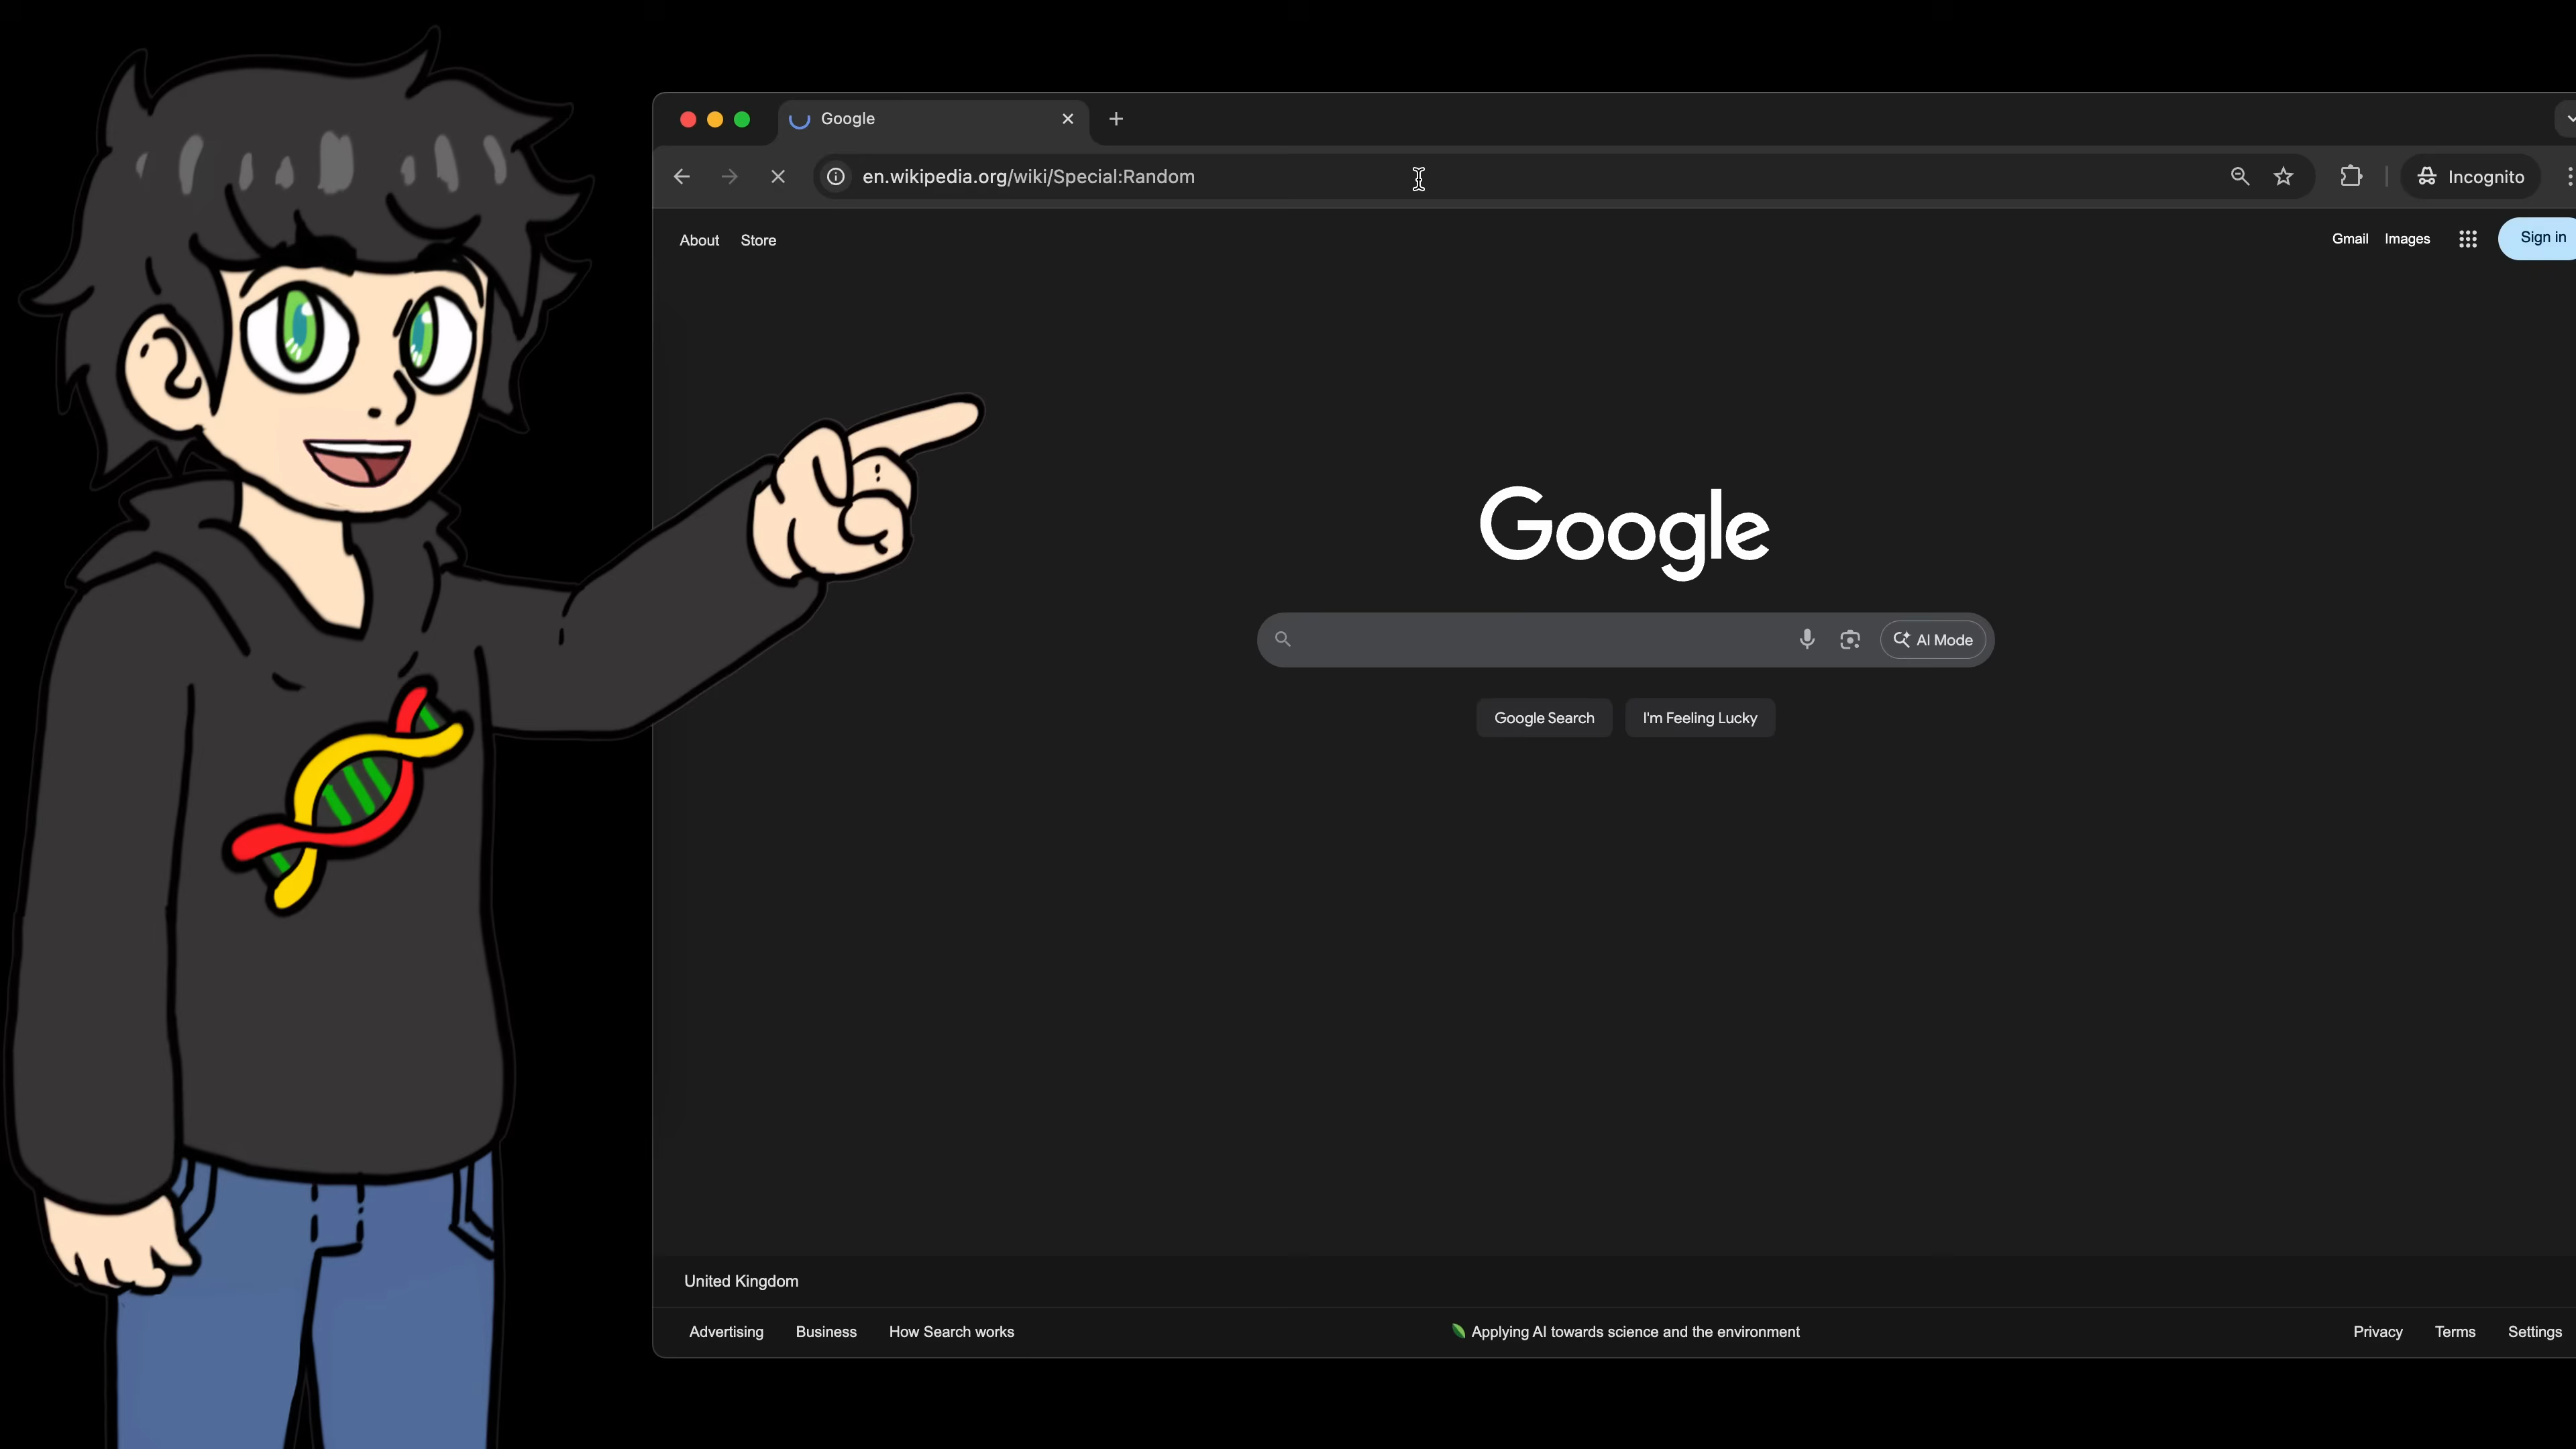 Google
en.wikipedia.org/wiki/Special:Random
Incognito
About Store
Gmail Images
Sign in
Google
AI Mode
Google Search I'm Feeling Lucky
United Kingdom
Advertising Business How Search works
Applying AI towards science and the environment
Privacy Terms Settings